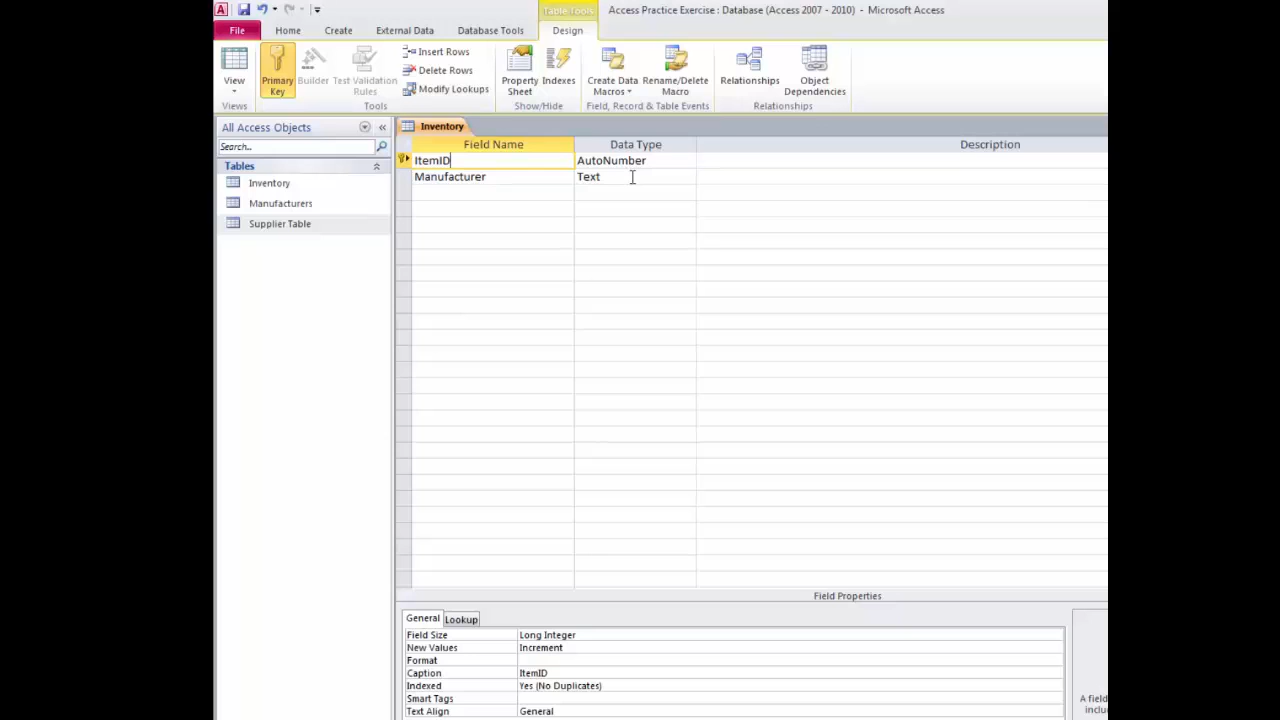 Table Tools
Access Practice Exercise : Database (Access 2007 - 2010) - Microsoft Access
File Home Create External Data Database Tools Design
View
Primary Key
Builder
Test Validation Rules
Insert Rows
Delete Rows
Modify Lookups
Property Sheet
Indexes
Create Data Macros
Rename/Delete Macro
Relationships
Object Dependencies
Views Tools Show/Hide Field, Record & Table Events Relationships
All Access Objects
Search...
Tables
Inventory
Manufacturers
Supplier Table
Inventory
Field Name Data Type Description
ItemID AutoNumber
Manufacturer Text
Field Properties
General Lookup
Field Size Long Integer
New Values Increment
Format
Caption ItemID
Indexed Yes (No Duplicates)
Smart Tags
Text Align General
A field